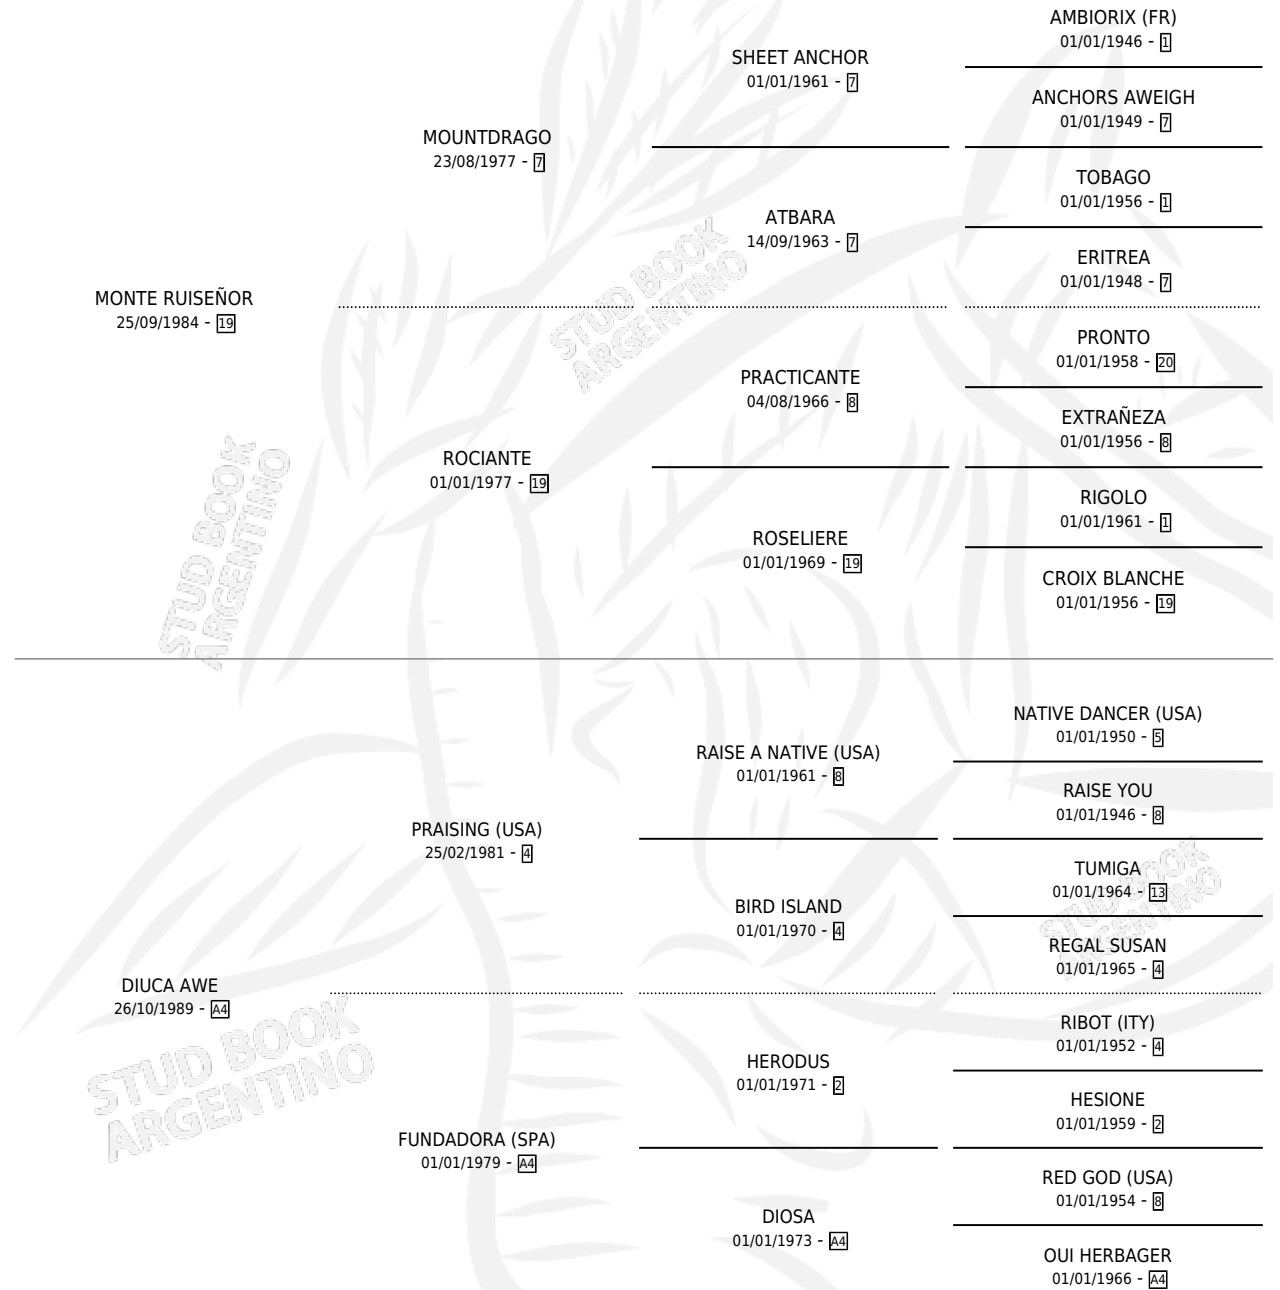 AMBIORIX (FR)
01/01/1946 - 1
SHEET ANCHOR
01/01/1961 - 7
ANCHORS AWEIGH
01/01/1949 - 7
MOUNTDRAGO
23/08/1977 - 7
TOBAGO
01/01/1956 - 1
ATBARA
14/09/1963 - 7
ERITREA
01/01/1948 - 7
MONTE RUISEÑOR
25/09/1984 - 19
PRONTO
01/01/1958 - 20
PRACTICANTE
04/08/1966 - 8
EXTRAÑEZA
01/01/1956 - 8
ROCIANTE
01/01/1977 - 19
RIGOLO
01/01/1961 - 1
ROSELIERE
01/01/1969 - 19
CROIX BLANCHE
01/01/1956 - 19
NATIVE DANCER (USA)
01/01/1950 - 5
RAISE A NATIVE (USA)
01/01/1961 - 8
RAISE YOU
01/01/1946 - 8
PRAISING (USA)
25/02/1981 - 4
TUMIGA
01/01/1964 - 13
BIRD ISLAND
01/01/1970 - 4
REGAL SUSAN
01/01/1965 - 4
DIUCA AWE
26/10/1989 - A4
RIBOT (ITY)
01/01/1952 - 4
HERODUS
01/01/1971 - 2
HESIONE
01/01/1959 - 2
FUNDADORA (SPA)
01/01/1979 - A4
RED GOD (USA)
01/01/1954 - 8
DIOSA
01/01/1973 - A4
OUI HERBAGER
01/01/1966 - A4
STUD BOOK
ARGENTINO
STUD BOOK
ARGENTINO
STUD BOOK
ARGENTINO
STUD BOOK
ARGENTINO